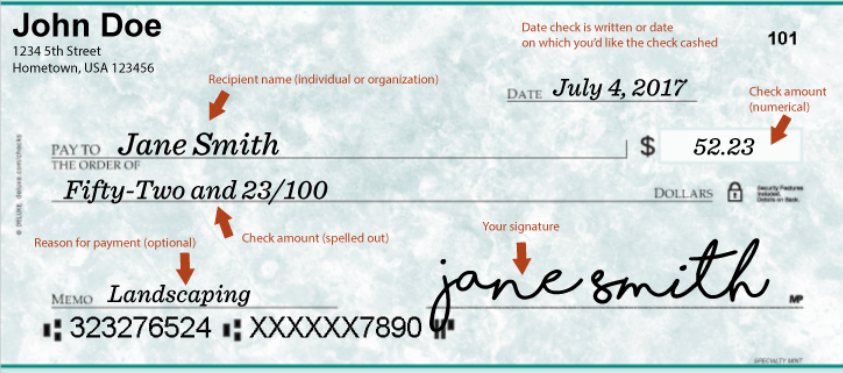 John Doe
1234 5th Street
Hometown, USA 123456
Date check is written or date
on which you'd like the check cashed
101
Recipient name (individual or organization)
DATE July 4, 2017
Check amount
(numerical)
PAY TO Jane Smith $ 52.23
THE ORDER OF
Fifty-Two and 23/100 DOLLARS
Security Features
Included.
Details on Back.
Reason for payment (optional)
Check amount (spelled out)
Your signature
MEMO Landscaping
jane smith
MP
323276524 XXXXXX7890
SPECIALTY MINT